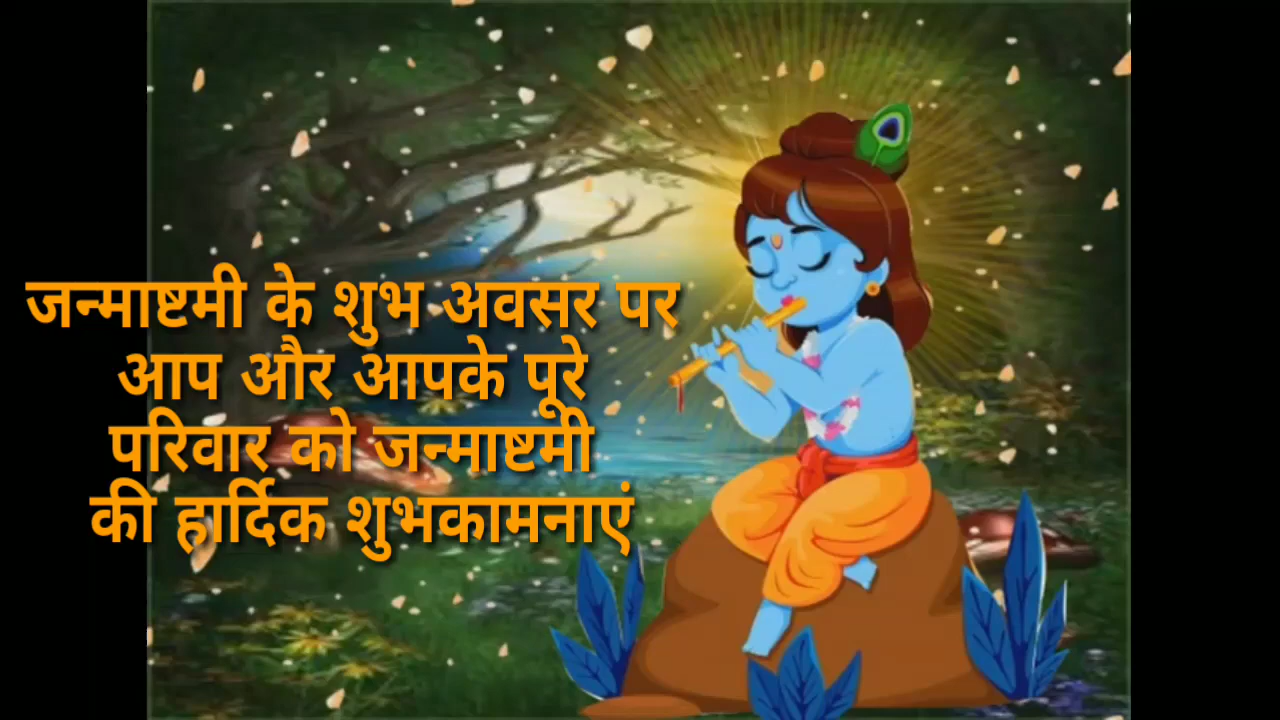 जन्माष्टमी के शुभ अवसर पर
आप और आपके पूरे
परिवार को जन्माष्टमी
की हार्दिक शुभकामनाएं